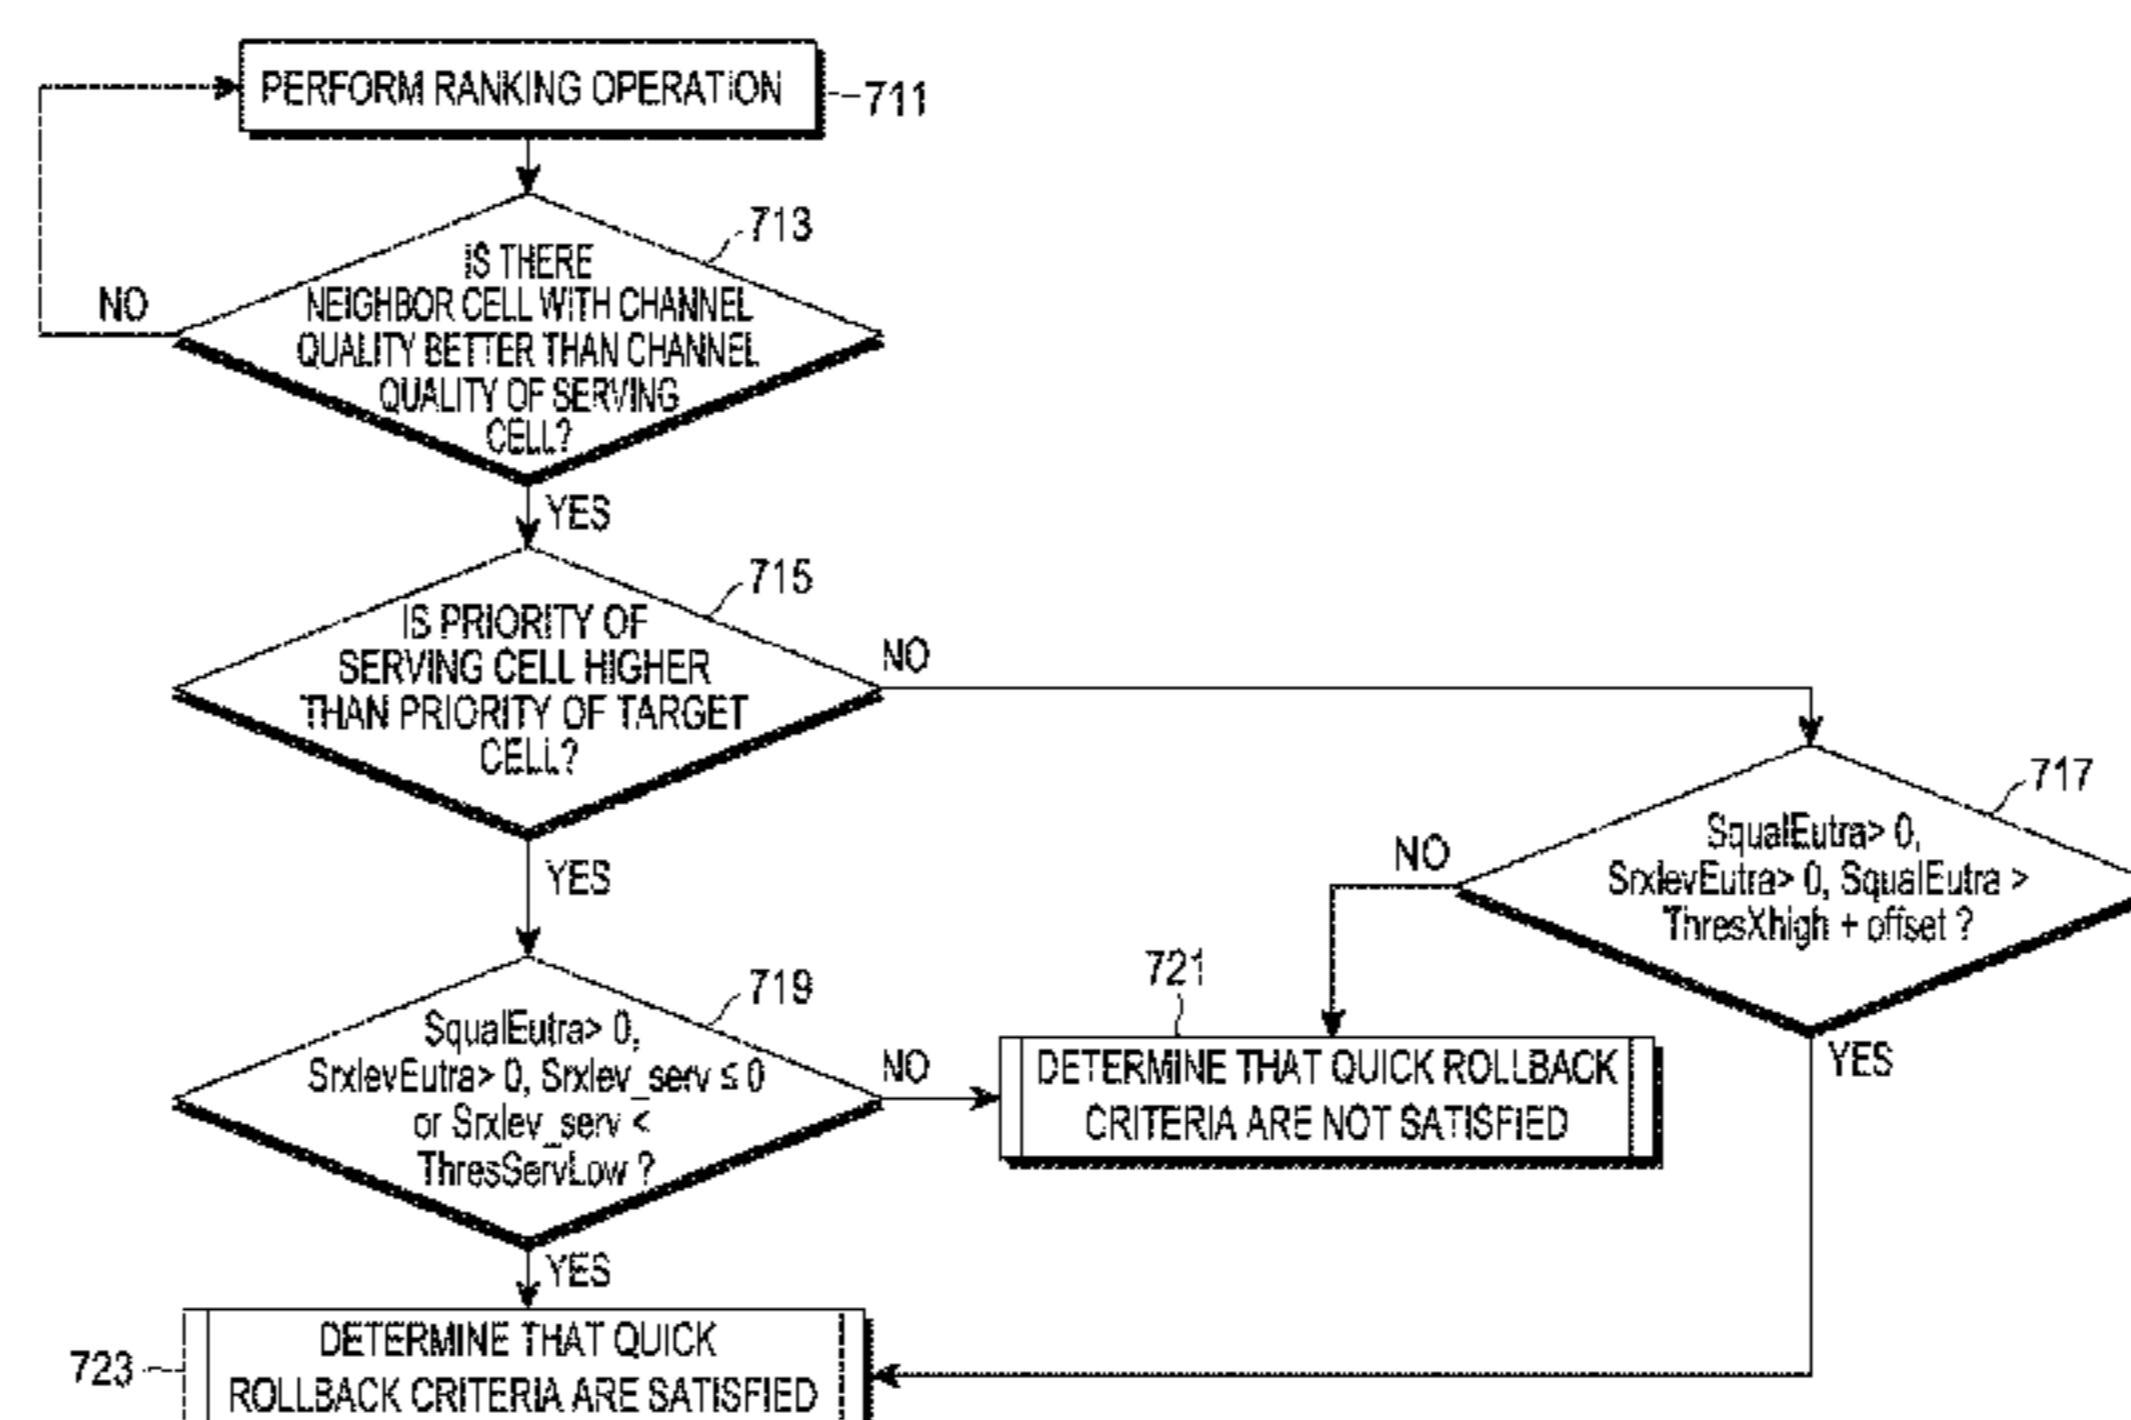 PERFORM RANKING OPERATION
711
713
IS THERE
NEIGHBOR CELL WITH CHANNEL
QUALITY BETTER THAN CHANNEL
QUALITY OF SERVING
CELL?
NO
YES
715
IS PRIORITY OF
SERVING CELL HIGHER
THAN PRIORITY OF TARGET
CELL?
NO
YES
717
SqualEutra> 0,
SrxlevEutra> 0, SqualEutra >
ThresXhigh + offset ?
NO
YES
719
SqualEutra> 0,
SrxlevEutra> 0, Srxlev_serv ≤ 0
or Srxlev_serv <
ThresServLow ?
NO
YES
721
DETERMINE THAT QUICK ROLLBACK
CRITERIA ARE NOT SATISFIED
723
DETERMINE THAT QUICK
ROLLBACK CRITERIA ARE SATISFIED